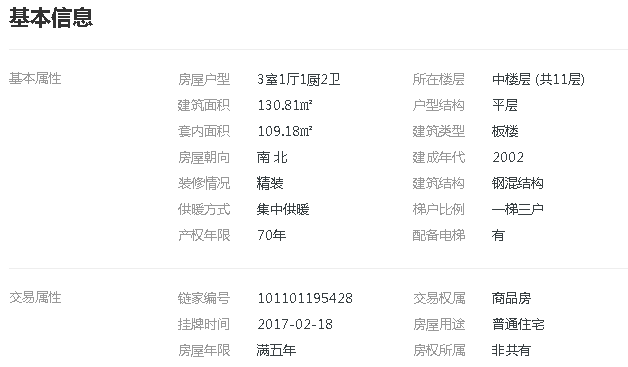 基本信息
基本属性 房屋户型 3室1厅1厨2卫 所在楼层 中楼层 (共11层)
建筑面积 130.81㎡ 户型结构 平层
套内面积 109.18㎡ 建筑类型 板楼
房屋朝向 南 北 建成年代 2002
装修情况 精装 建筑结构 钢混结构
供暖方式 集中供暖 梯户比例 一梯三户
产权年限 70年 配备电梯 有
交易属性 链家编号 101101195428 交易权属 商品房
挂牌时间 2017-02-18 房屋用途 普通住宅
房屋年限 满五年 房权所属 非共有